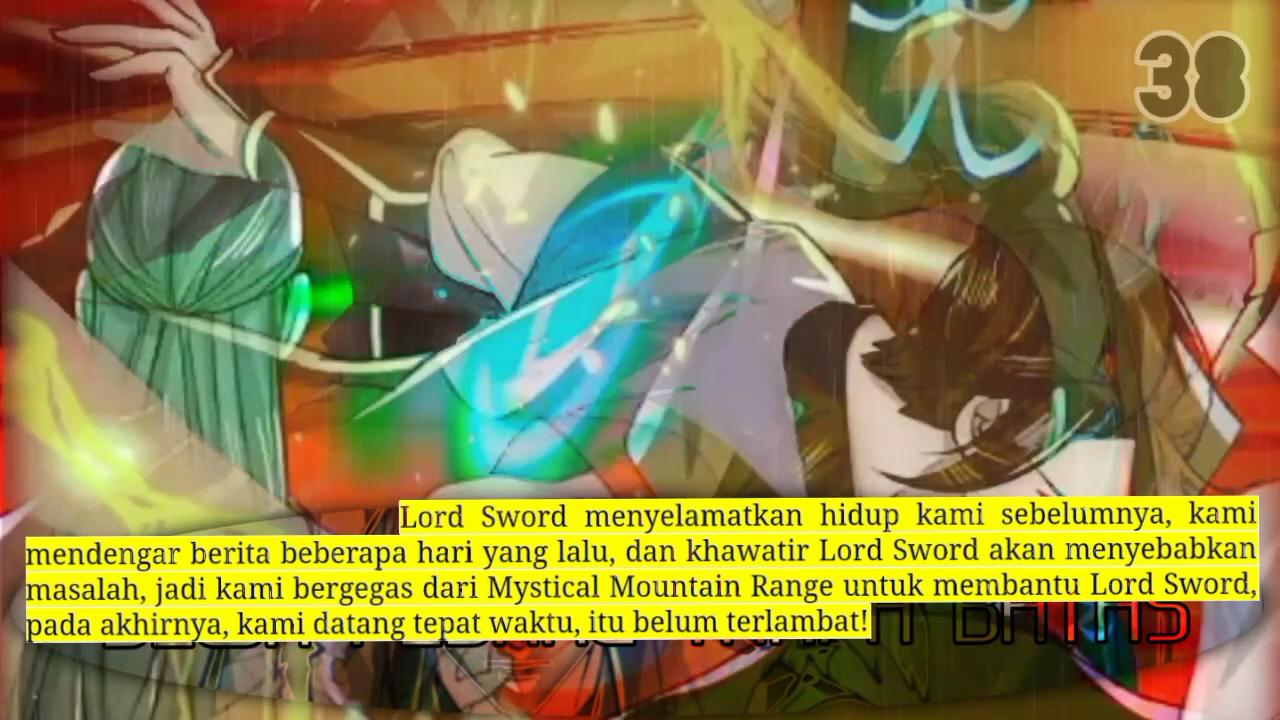 38
Lord Sword menyelamatkan hidup kami sebelumnya, kami
mendengar berita beberapa hari yang lalu, dan khawatir Lord Sword akan menyebabkan
masalah, jadi kami bergegas dari Mystical Mountain Range untuk membantu Lord Sword,
pada akhirnya, kami datang tepat waktu, itu belum terlambat!
BATAS